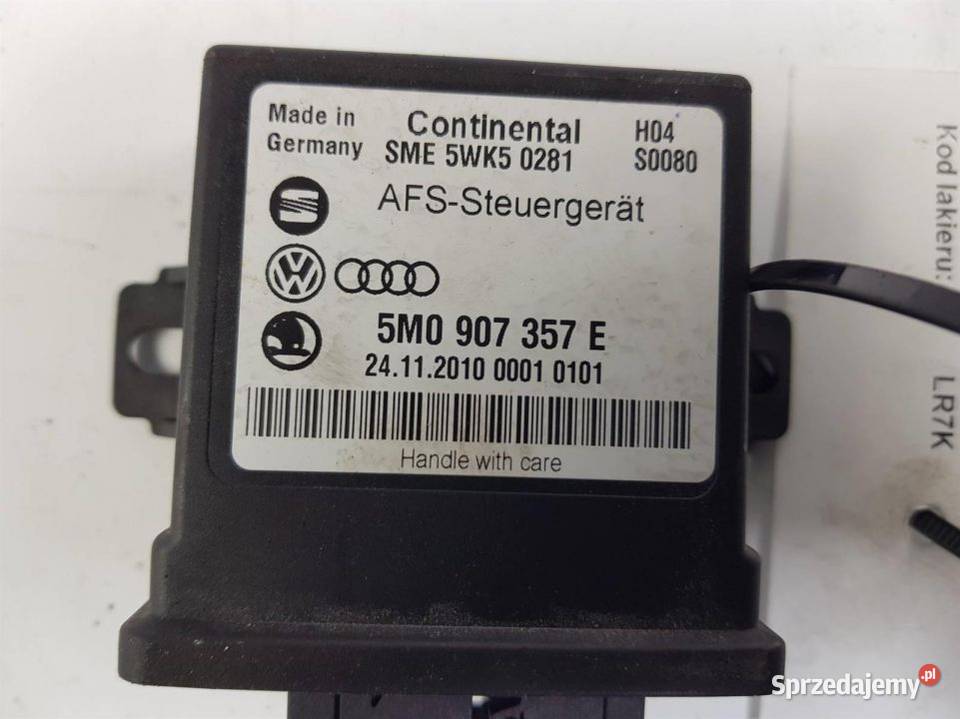 Made in
Germany
Continental
SME 5WK5 0281
H04
S0080
AFS-Steuergerät
5M0 907 357 E
24.11.2010 0001 0101
Handle with care
Kod lakieru: LR7K
Sprzedajemy.pl